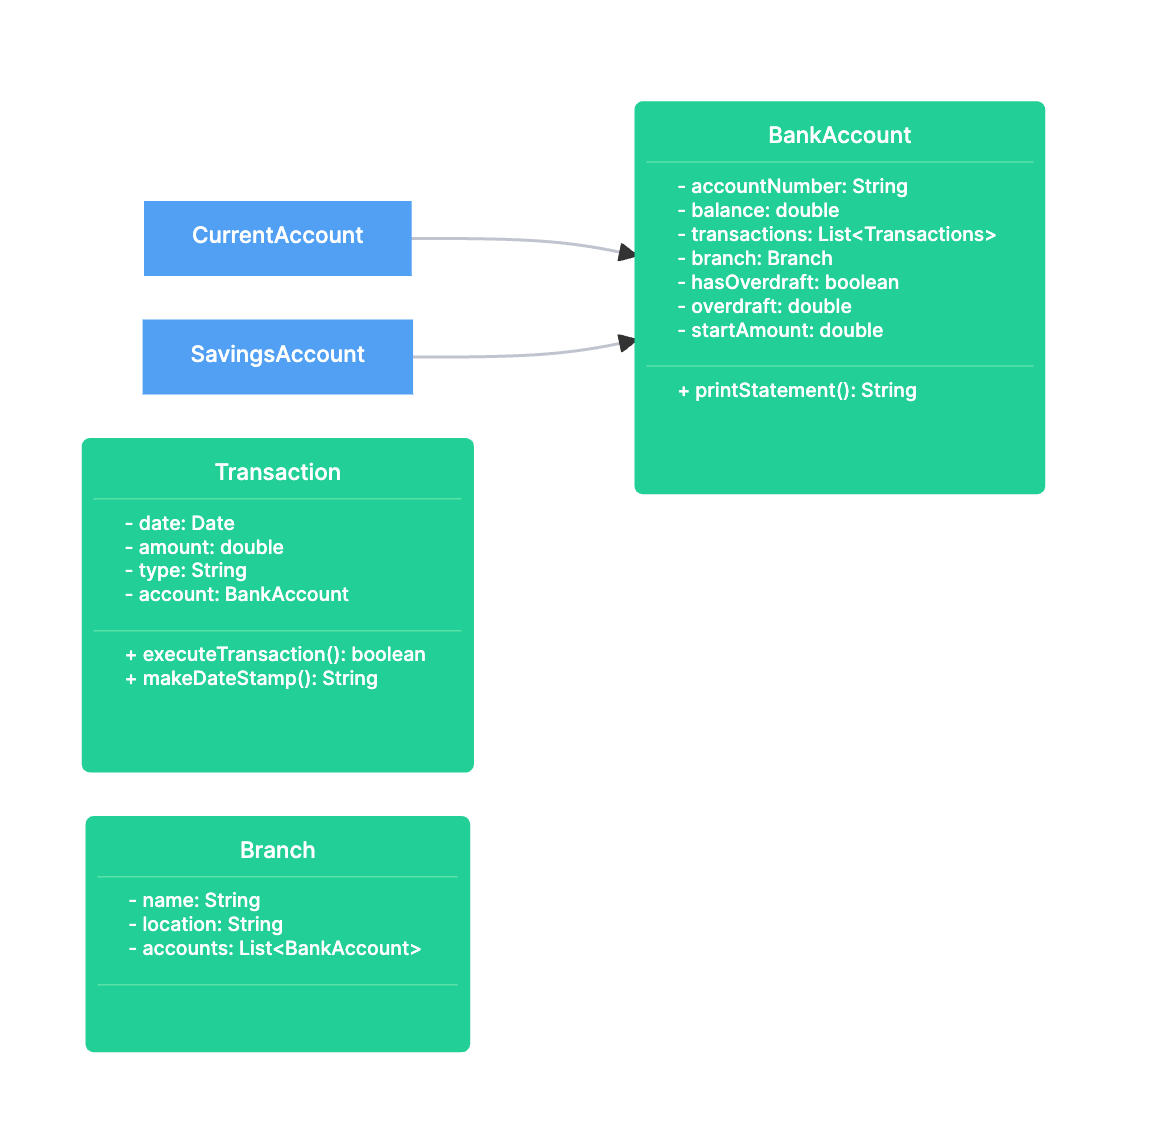 CurrentAccount
SavingsAccount
BankAccount
- accountNumber: String
- balance: double
- transactions: List<Transactions>
- branch: Branch
- hasOverdraft: boolean
- overdraft: double
- startAmount: double
+ printStatement(): String
Transaction
- date: Date
- amount: double
- type: String
- account: BankAccount
+ executeTransaction(): boolean
+ makeDateStamp(): String
Branch
- name: String
- location: String
- accounts: List<BankAccount>